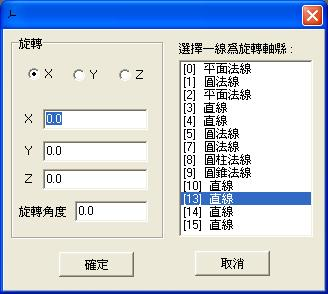 旋轉
X Y Z
X 0.0
Y 0.0
Z 0.0
旋轉角度 0.0
確定
選擇一線為旋轉軸縣 :
[0] 平面法線
[1] 圓法線
[2] 平面法線
[3] 直線
[4] 直線
[5] 圓法線
[7] 圓法線
[8] 圓柱法線
[9] 圓錐法線
[10] 直線
[13] 直線
[14] 直線
[15] 直線
取消